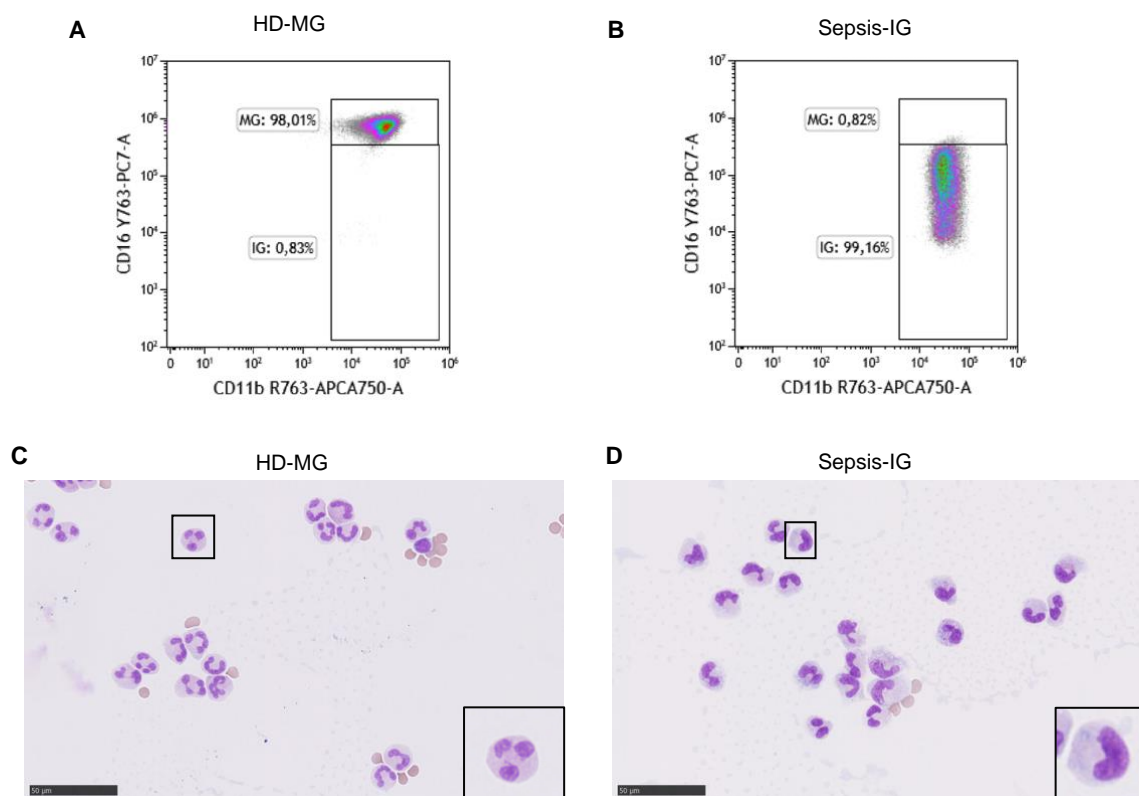 A
HD-MG
10⁷
10⁶
10⁵
10⁴
10³
10²
MG: 98,01%
IG: 0,83%
CD16 Y763-PC7-A
0 10¹ 10² 10³ 10⁴ 10⁵ 10⁶
CD11b R763-APCA750-A
B
Sepsis-IG
10⁷
10⁶
10⁵
10⁴
10³
10²
MG: 0,82%
IG: 99,16%
CD16 Y763-PC7-A
0 10¹ 10² 10³ 10⁴ 10⁵ 10⁶
CD11b R763-APCA750-A
C
HD-MG
50 µm
D
Sepsis-IG
50 µm